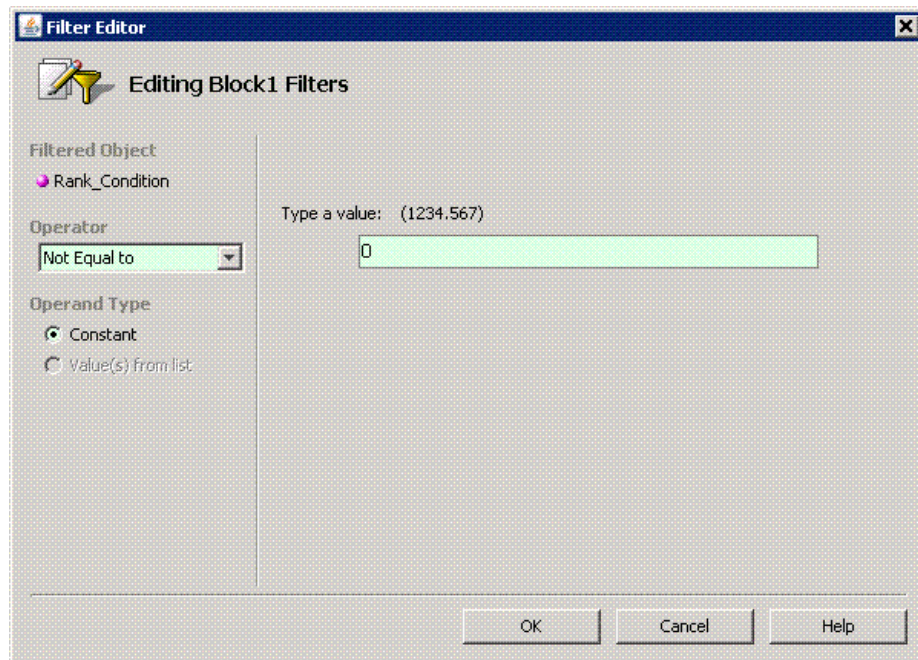 Filter Editor
Editing Block1 Filters
Filtered Object
Rank_Condition
Operator
Not Equal to
Operand Type
Constant
Value(s) from list
Type a value: (1234.567)
0
OK Cancel Help